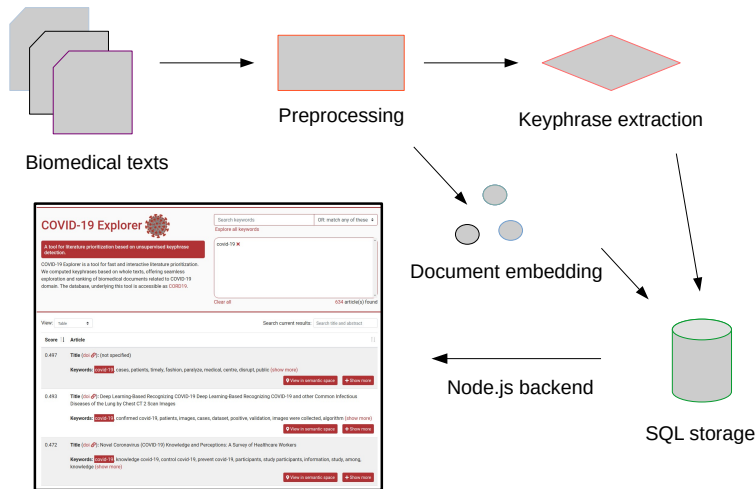 Biomedical texts
Preprocessing
Keyphrase extraction
Document embedding
SQL storage
Node.js backend
COVID-19 Explorer
A tool for literature prioritization based on unsupervised keyphrase
detection.
COVID-19 Explorer is a tool for fast and interactive literature prioritization.
We computed keyphrases based on whole texts, offering seamless
exploration and ranking of biomedical documents related to COVID-19
domain. The database, underlying this tool is accessible as CORD19.
Search keywords
OR: match any of these
Explore all keywords
covid-19 ×
Clear all
634 article(s) found
View: Table
Search current results: Search title and abstract
Score Article
0.497 Title (doi): (not specified)
Keywords: covid-19, cases, patients, timely, fashion, paralyze, medical, centre, disrupt, public (show more)
View in semantic space + Show more
0.493 Title (doi): Deep Learning-Based Recognizing COVID-19 Deep Learning-Based Recognizing COVID-19 and other Common Infectious
Diseases of the Lung by Chest CT 2 Scan Images
Keywords: covid-19, confirmed covid-19, patients, images, cases, dataset, positive, validation, images were collected, algorithm (show more)
View in semantic space + Show more
0.472 Title (doi): Novel Coronavirus (COVID-19) Knowledge and Perceptions: A Survey of Healthcare Workers
Keywords: covid-19, knowledge covid-19, control covid-19, prevent covid-19, participants, study participants, information, study, among,
knowledge (show more)
View in semantic space + Show more